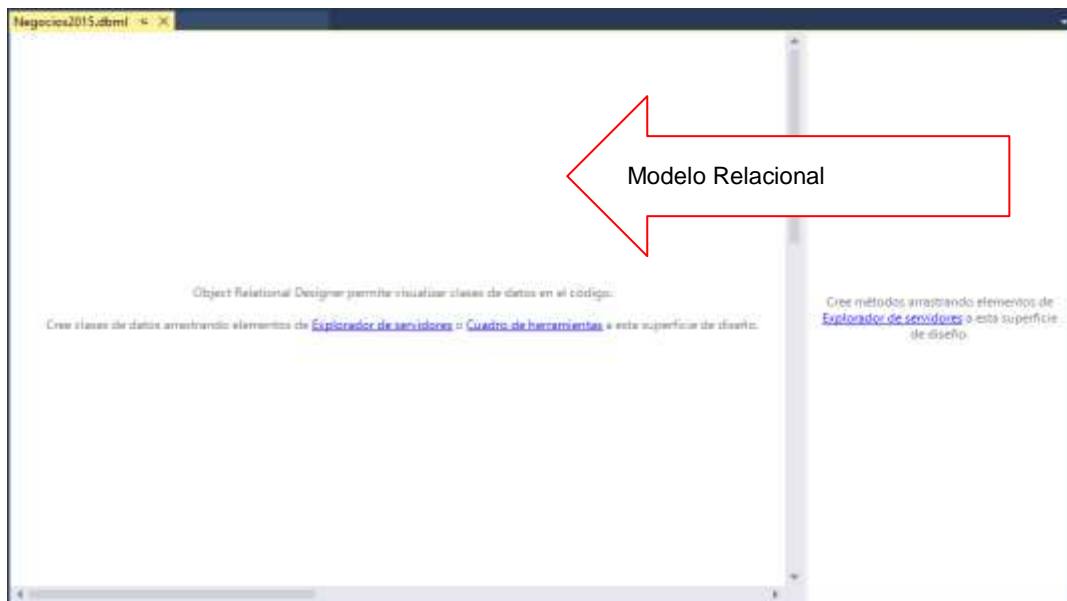 Negocios2015.dbml
Modelo Relacional
Object Relational Designer permite visualizar clases de datos en el código.
Cree clases de datos arrastrando elementos de Explorador de servidores o Cuadro de herramientas a esta superficie de diseño.
Cree métodos arrastrando elementos de
Explorador de servidores a esta superficie
de diseño.